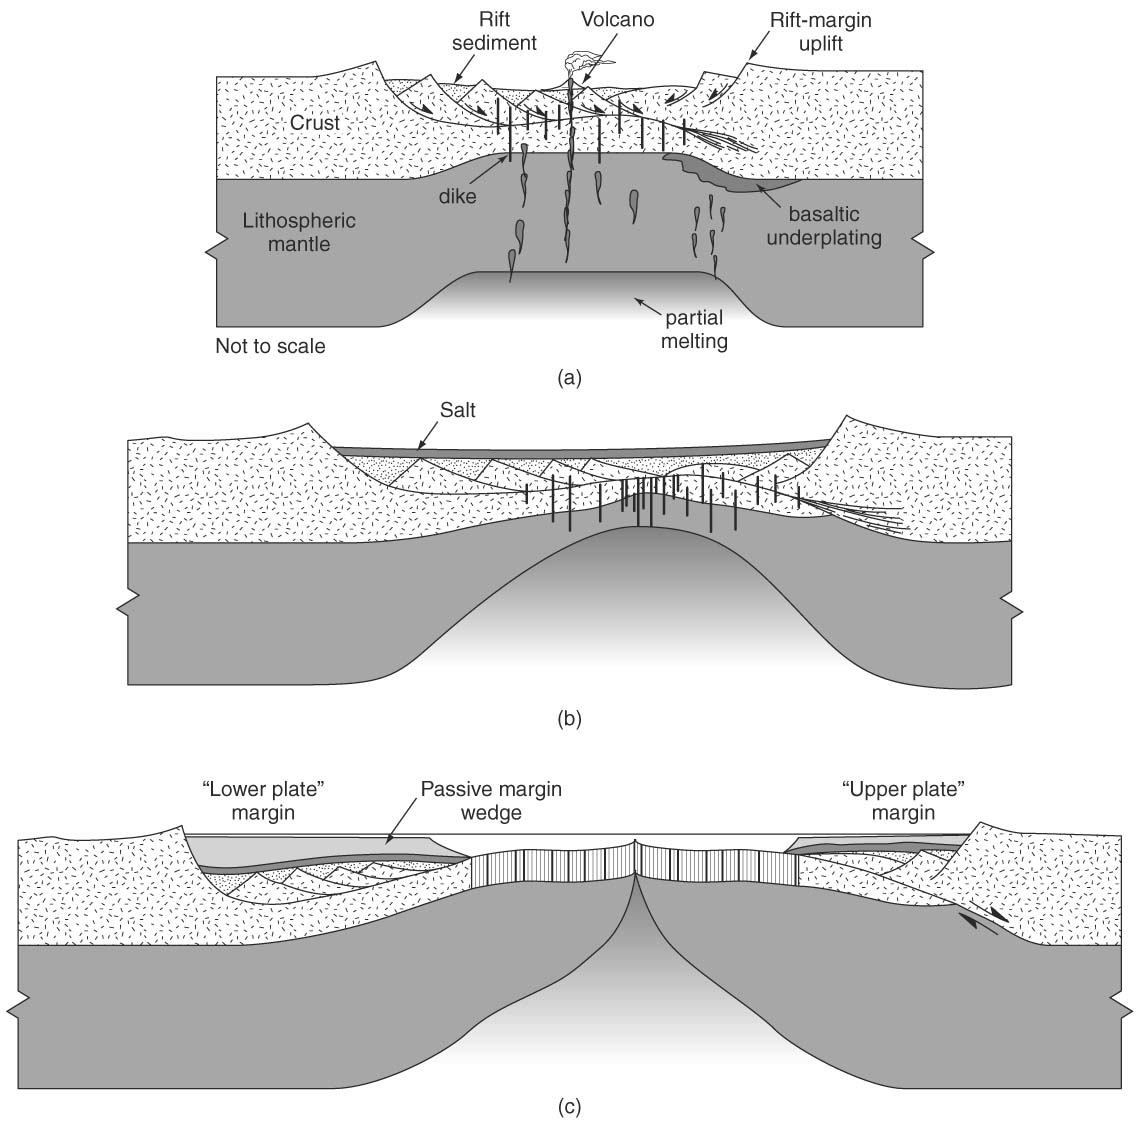 Rift
sediment
Volcano
Rift-margin
uplift
Crust
dike
Lithospheric
mantle
basaltic
underplating
partial
melting
Not to scale
(a)
Salt
(b)
“Lower plate”
margin
Passive margin
wedge
“Upper plate”
margin
(c)